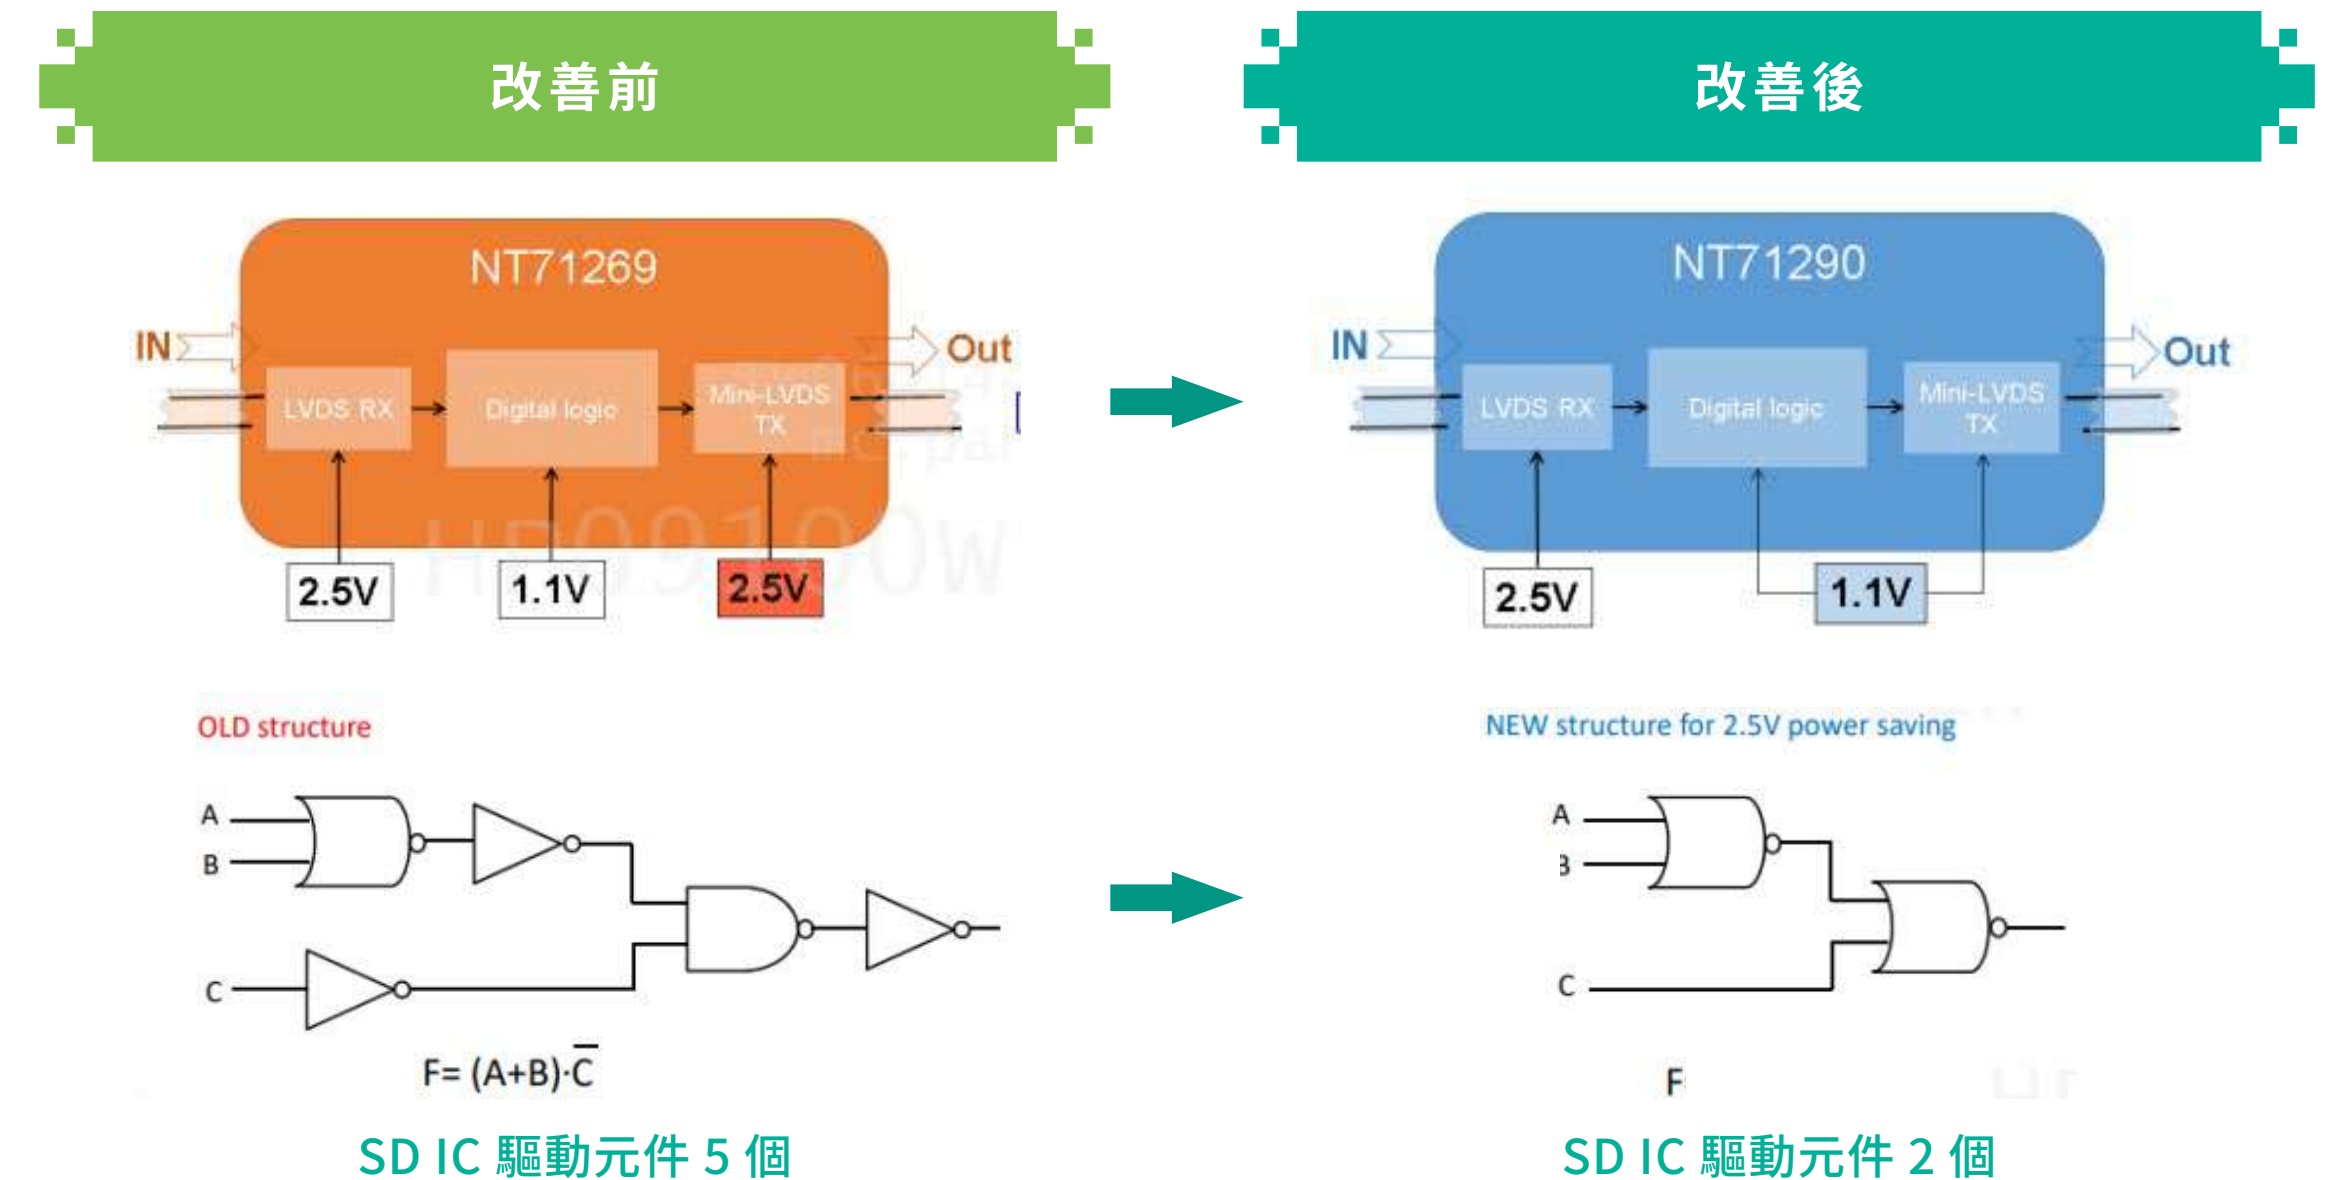 改善前
改善後
NT71269
IN
Out
LVDS RX
Digital logic
Mini-LVDS
TX
2.5V
1.1V
2.5V
NT71290
IN
Out
LVDS RX
Digital logic
Mini-LVDS
TX
2.5V
1.1V
OLD structure
A
B
C
F= (A+B)·C̅
NEW structure for 2.5V power saving
A
B
C
F
SD IC 驅動元件 5 個
SD IC 驅動元件 2 個